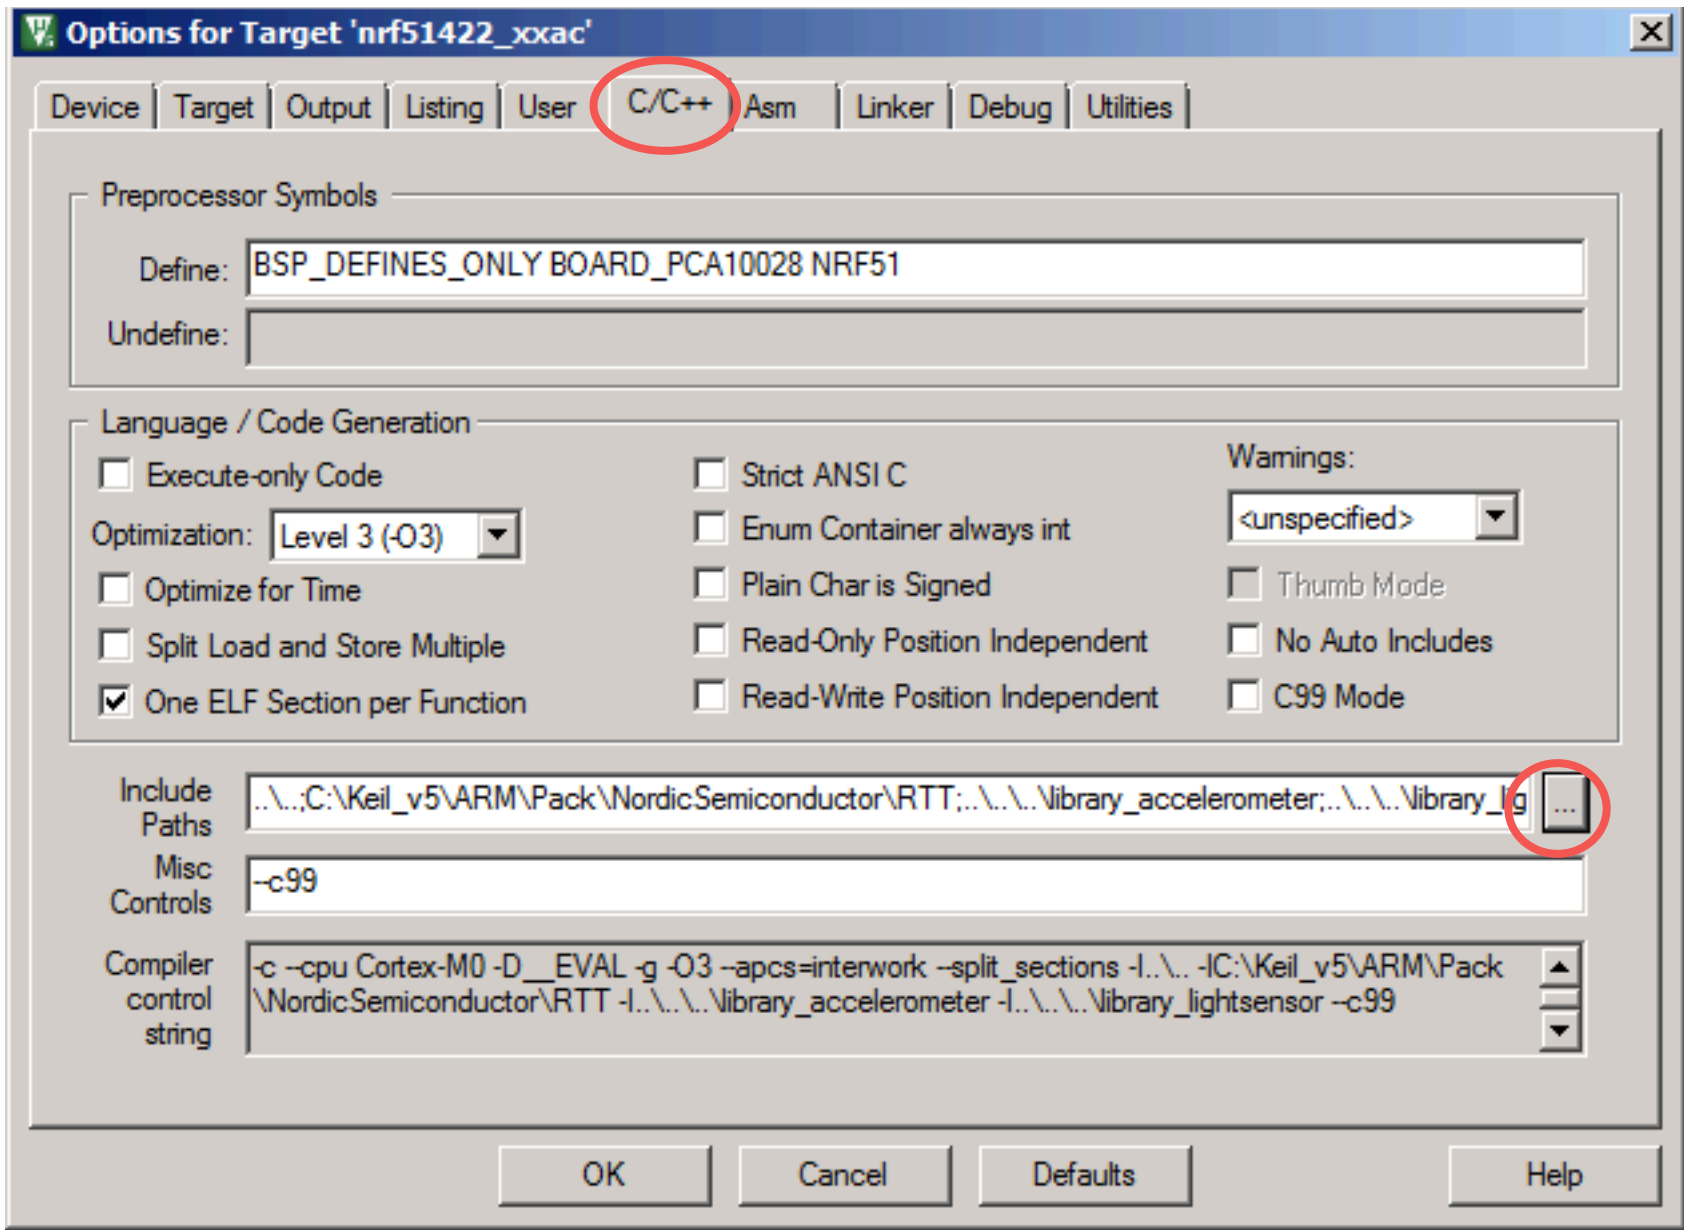 Options for Target 'nrf51422_xxac'
Device Target Output Listing User C/C++ Asm Linker Debug Utilities
Preprocessor Symbols
Define: BSP_DEFINES_ONLY BOARD_PCA10028 NRF51
Undefine:
Language / Code Generation
Execute-only Code
Optimization: Level 3 (-O3)
Optimize for Time
Split Load and Store Multiple
One ELF Section per Function
Strict ANSI C
Enum Container always int
Plain Char is Signed
Read-Only Position Independent
Read-Write Position Independent
Warnings:
<unspecified>
Thumb Mode
No Auto Includes
C99 Mode
Include
Paths
..\..;C:\Keil_v5\ARM\Pack\NordicSemiconductor\RTT;..\..\..\library_accelerometer;..\..\..\library_lig
...
Misc
Controls
--c99
Compiler
control
string
-c --cpu Cortex-M0 -D__EVAL -g -O3 --apcs=interwork --split_sections -I..\.. -IC:\Keil_v5\ARM\Pack
\NordicSemiconductor\RTT -I..\..\..\library_accelerometer -I..\..\..\library_lightsensor --c99
OK Cancel Defaults Help